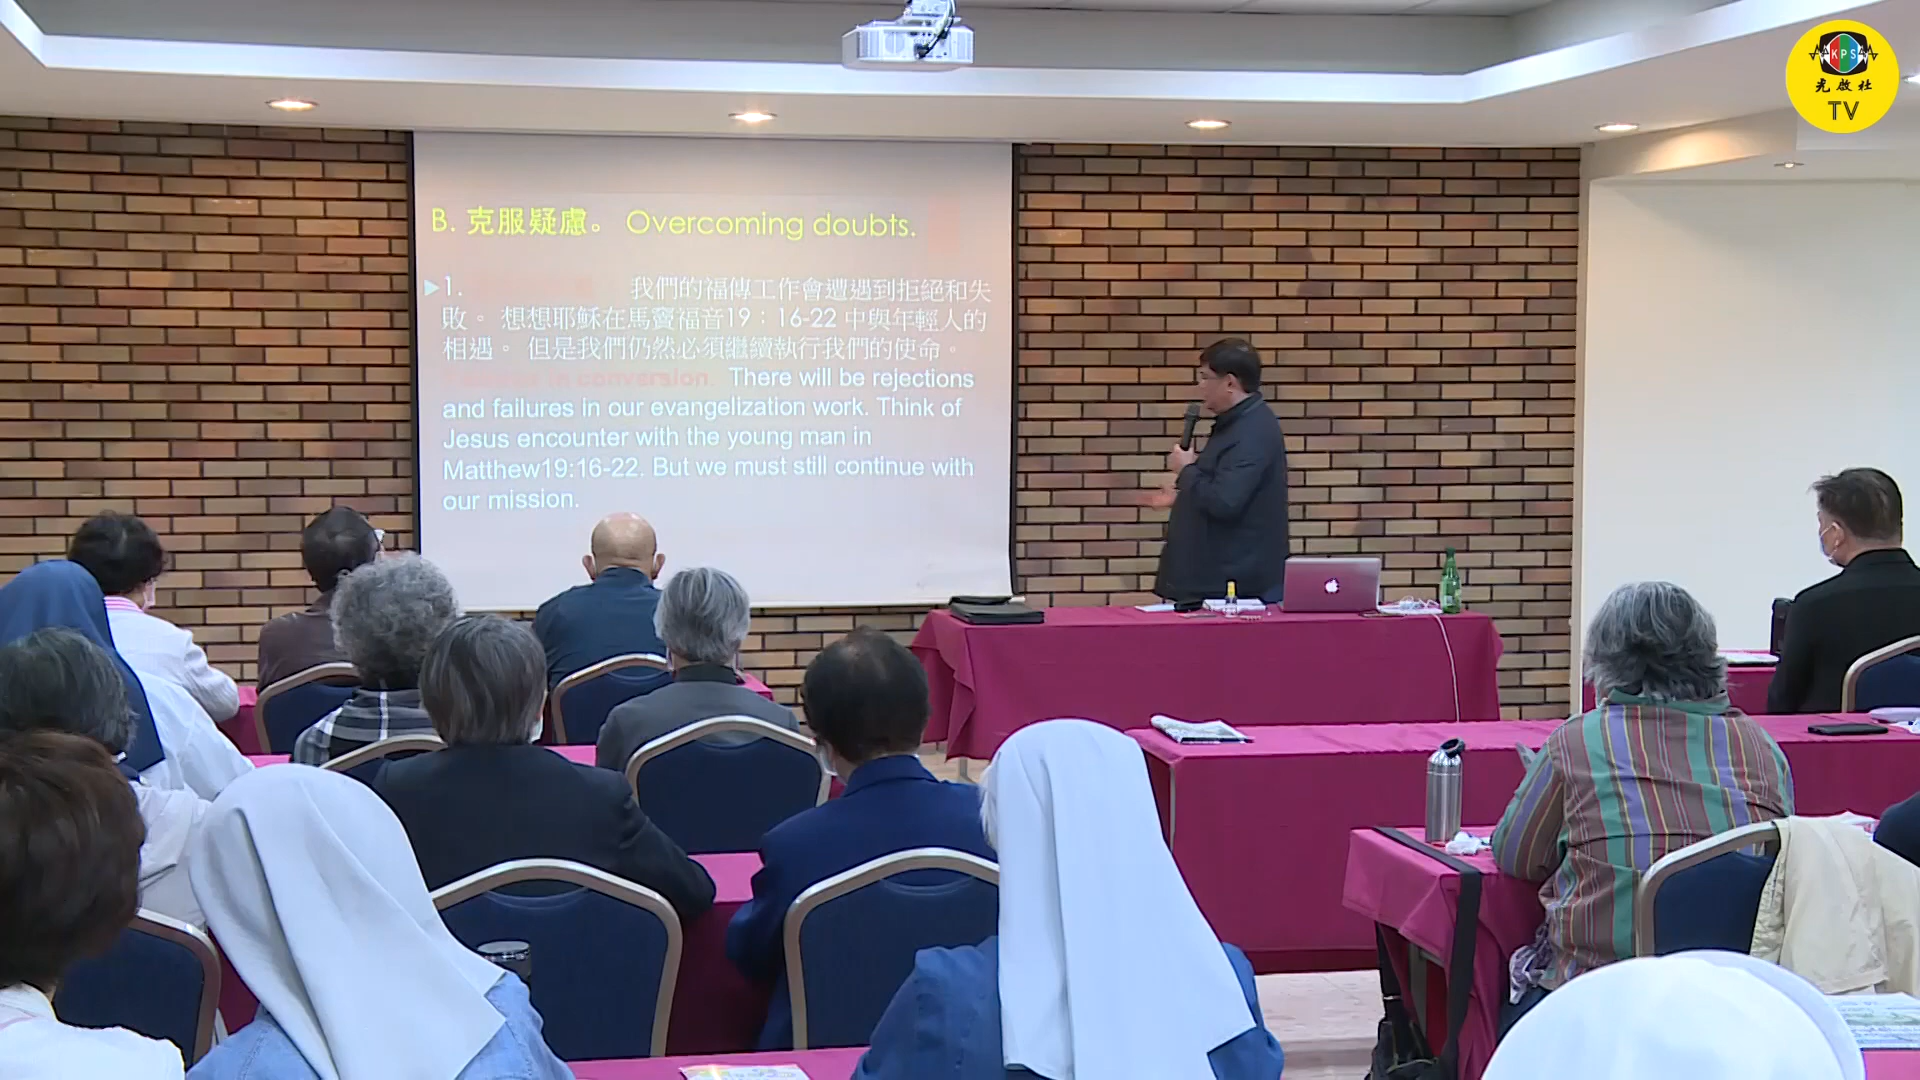 KPS
光啟社
TV
B. 克服疑慮。 Overcoming doubts.
1. 我們的福傳工作會遭遇到拒絕和失
敗。 想想耶穌在馬竇福音19：16-22 中與年輕人的
相遇。 但是我們仍然必須繼續執行我們的使命。
in conversion. There will be rejections
and failures in our evangelization work. Think of
Jesus encounter with the young man in
Matthew19:16-22. But we must still continue with
our mission.